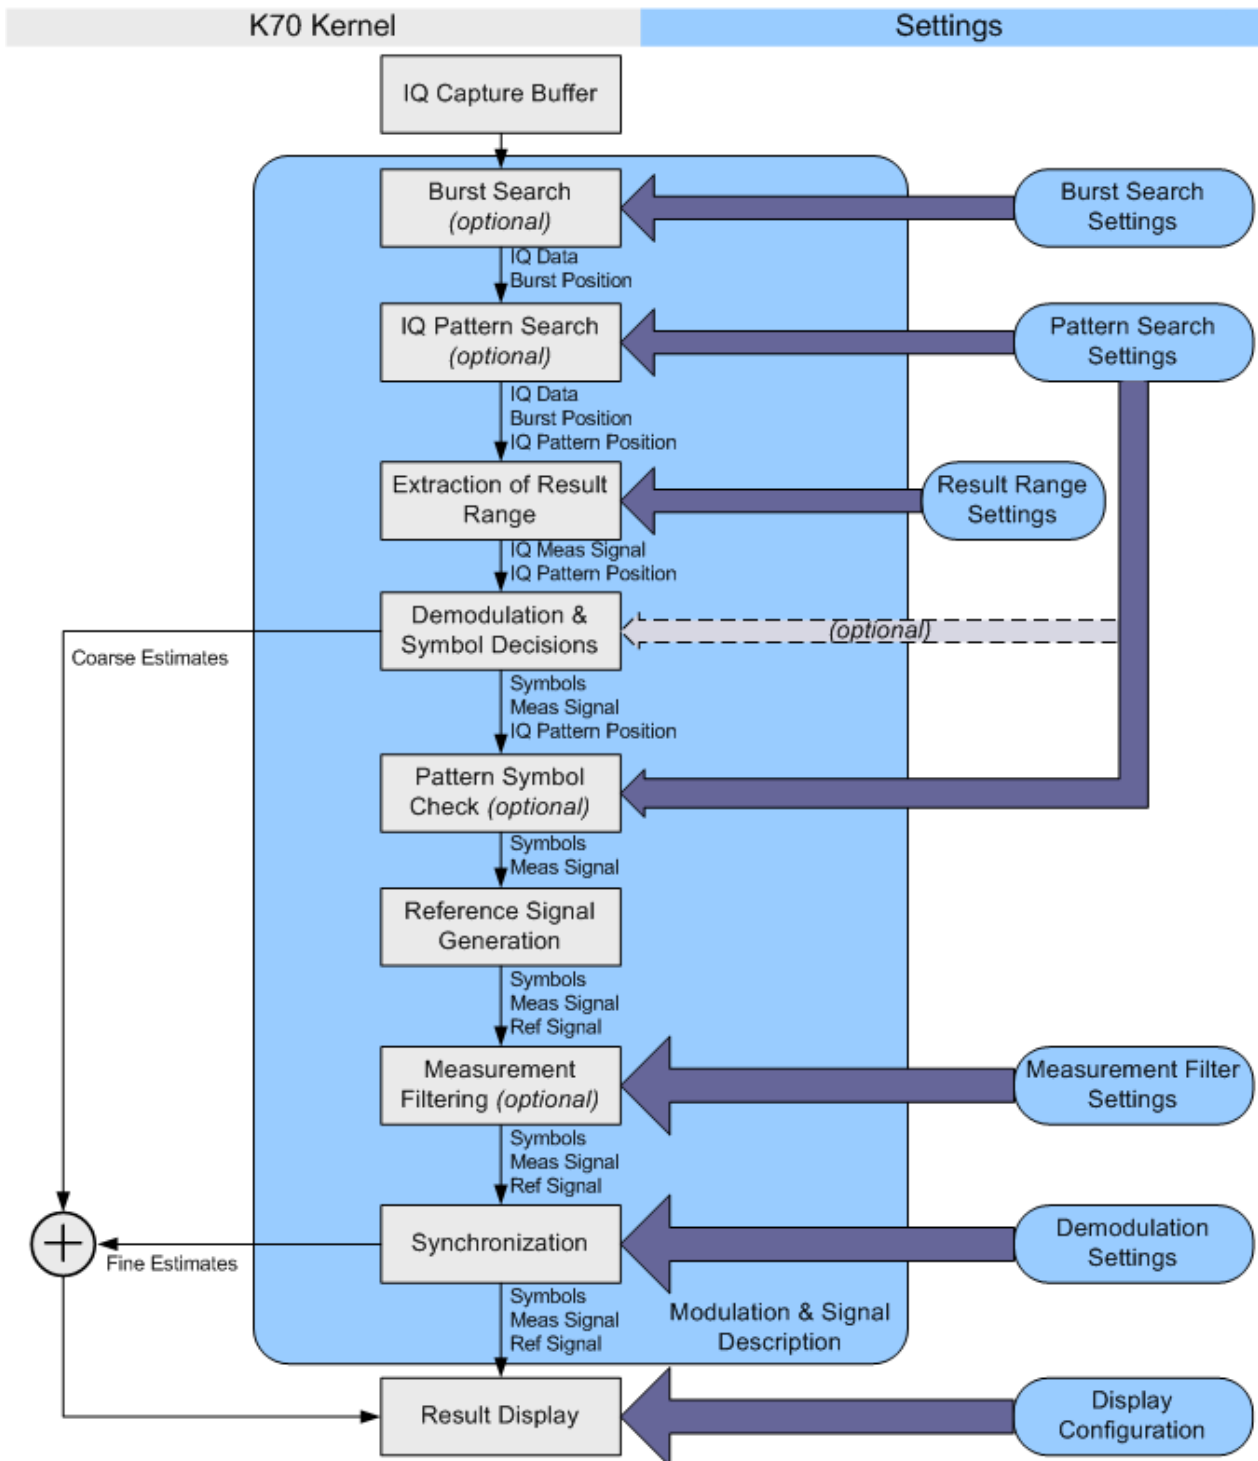 K70 Kernel
Settings
IQ Capture Buffer
Burst Search
(optional)
Burst Search
Settings
IQ Data
Burst Position
IQ Pattern Search
(optional)
Pattern Search
Settings
IQ Data
Burst Position
IQ Pattern Position
Extraction of Result
Range
Result Range
Settings
IQ Meas Signal
IQ Pattern Position
Demodulation &
Symbol Decisions
(optional)
Coarse Estimates
Symbols
Meas Signal
IQ Pattern Position
Pattern Symbol
Check (optional)
Symbols
Meas Signal
Reference Signal
Generation
Symbols
Meas Signal
Ref Signal
Measurement
Filtering (optional)
Measurement Filter
Settings
Symbols
Meas Signal
Ref Signal
Synchronization
Demodulation
Settings
Fine Estimates
Symbols
Meas Signal
Ref Signal
Modulation & Signal
Description
Result Display
Display
Configuration